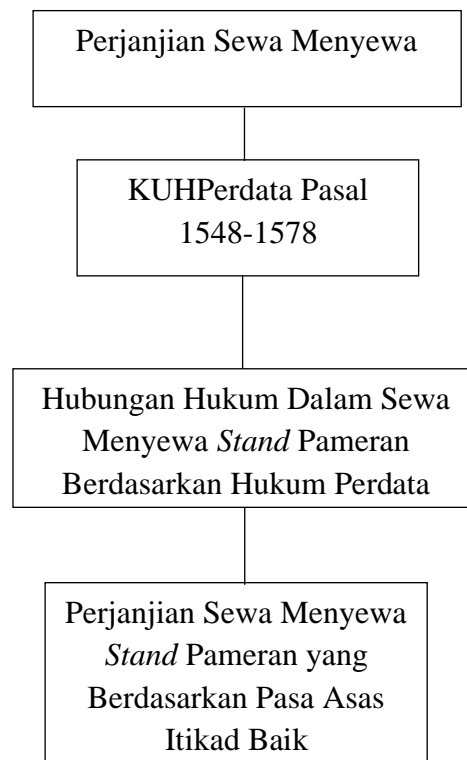 Perjanjian Sewa Menyewa
KUHPerdata Pasal
1548-1578
Hubungan Hukum Dalam Sewa
Menyewa Stand Pameran
Berdasarkan Hukum Perdata
Perjanjian Sewa Menyewa
Stand Pameran yang
Berdasarkan Pasa Asas
Itikad Baik